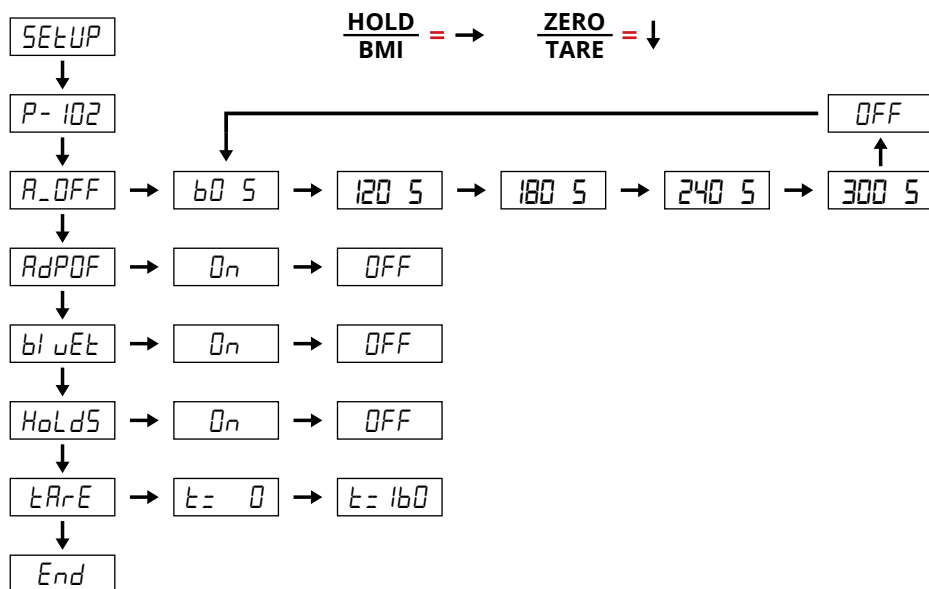 SEtUP
HOLD = → ZERO = ↓
BMI TARE
P-102 OFF
A_OFF 60 S 120 S 180 S 240 S 300 S
AdPOF On OFF
bluEt On OFF
HoLdS On OFF
tArE t= 0 t=160
End